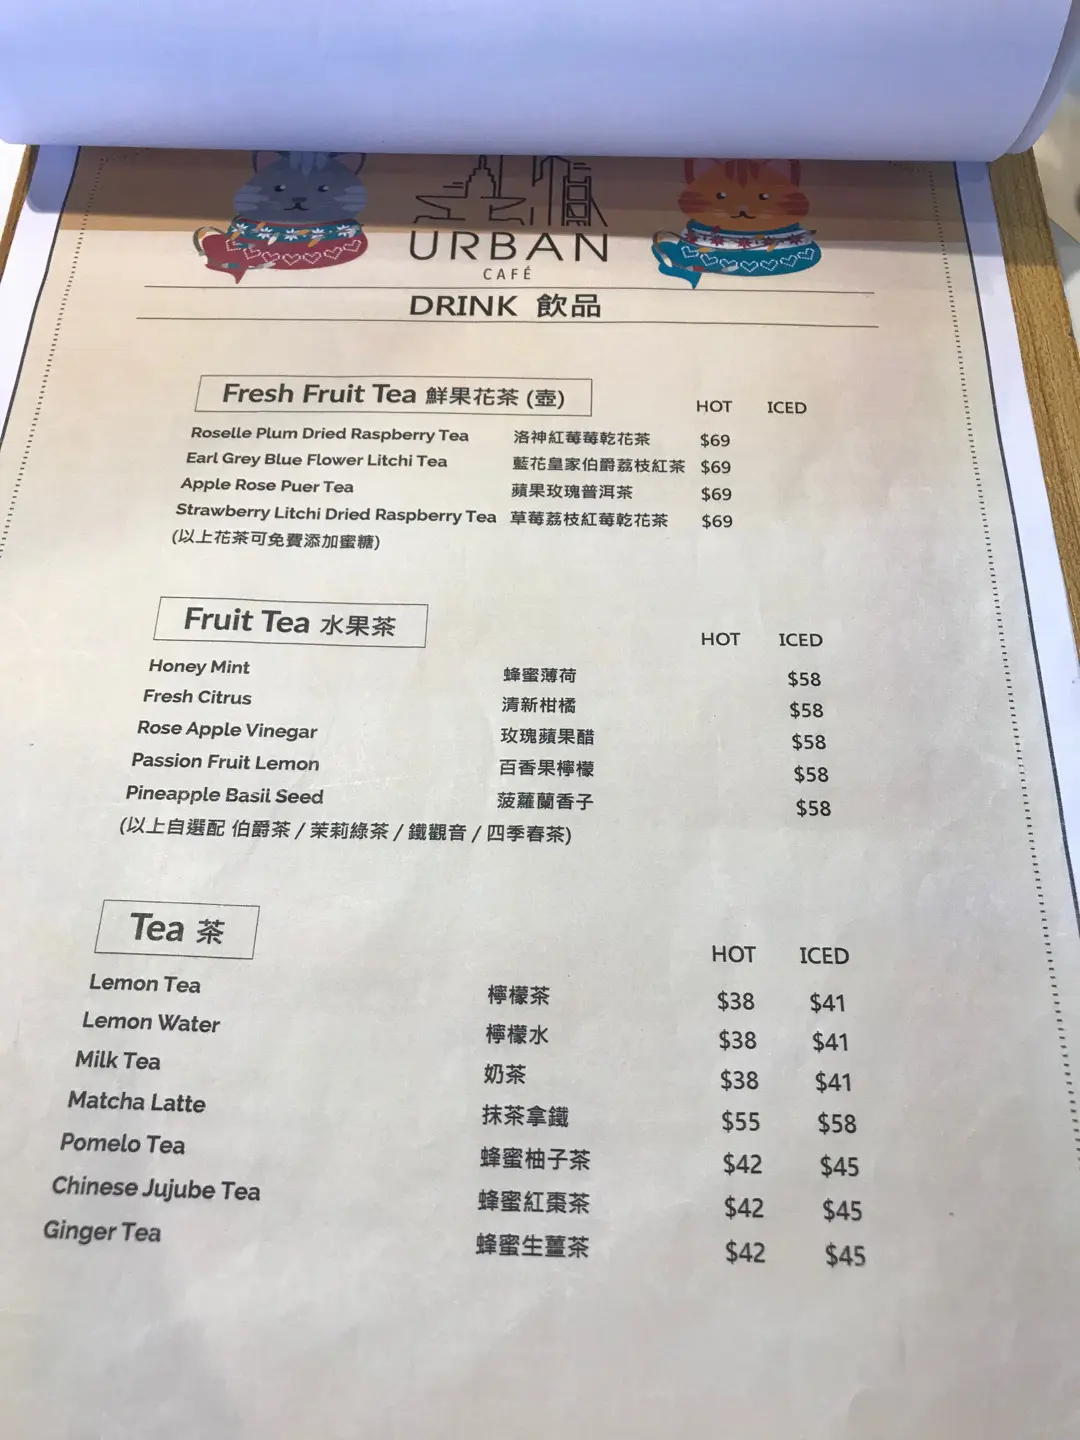 URBAN
CAFÉ
DRINK 飲品
Fresh Fruit Tea 鮮果花茶 (壺) HOT ICED
Roselle Plum Dried Raspberry Tea 洛神紅莓莓乾花茶 $69
Earl Grey Blue Flower Litchi Tea 藍花皇家伯爵荔枝紅茶 $69
Apple Rose Puer Tea 蘋果玫瑰普洱茶 $69
Strawberry Litchi Dried Raspberry Tea 草莓荔枝紅莓乾花茶 $69
(以上花茶可免費添加蜜糖)
Fruit Tea 水果茶 HOT ICED
Honey Mint 蜂蜜薄荷 $58
Fresh Citrus 清新柑橘 $58
Rose Apple Vinegar 玫瑰蘋果醋 $58
Passion Fruit Lemon 百香果檸檬 $58
Pineapple Basil Seed 菠蘿蘭香子 $58
(以上自選配 伯爵茶 / 茉莉綠茶 / 鐵觀音 / 四季春茶)
Tea 茶 HOT ICED
Lemon Tea 檸檬茶 $38 $41
Lemon Water 檸檬水 $38 $41
Milk Tea 奶茶 $38 $41
Matcha Latte 抹茶拿鐵 $55 $58
Pomelo Tea 蜂蜜柚子茶 $42 $45
Chinese Jujube Tea 蜂蜜紅棗茶 $42 $45
Ginger Tea 蜂蜜生薑茶 $42 $45